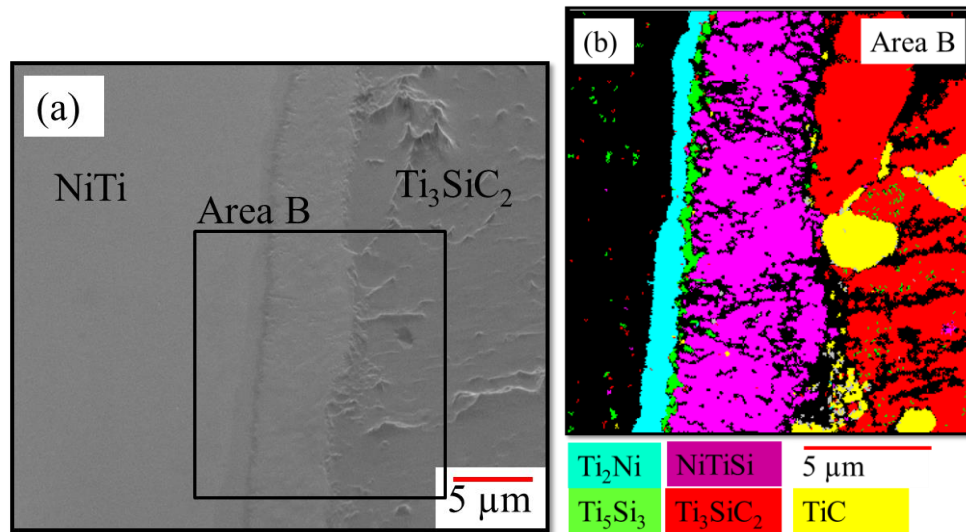 (a)
NiTi
Ti₃SiC₂
Area B
5 µm
(b)
Area B
Ti₂Ni
NiTiSi
5 µm
Ti₅Si₃
Ti₃SiC₂
TiC